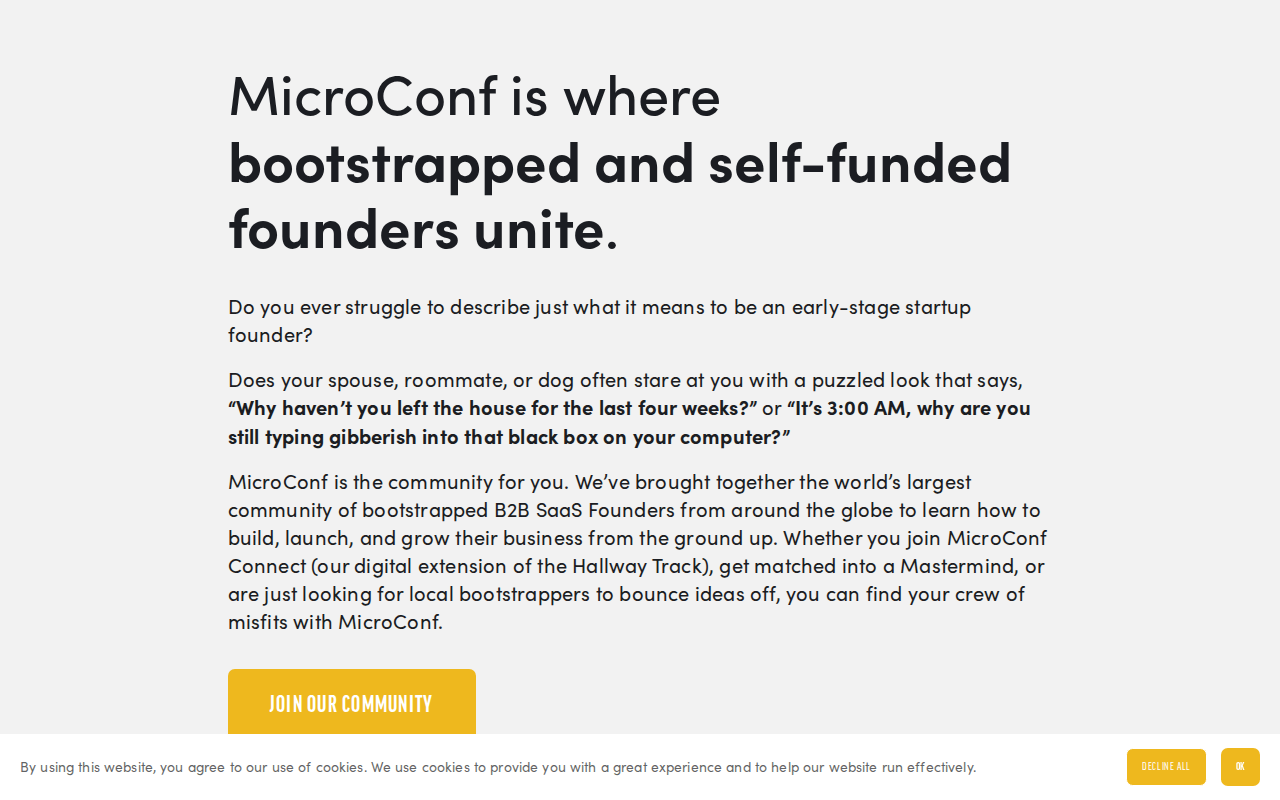 MicroConf is where
bootstrapped and self-funded
founders unite.
Do you ever struggle to describe just what it means to be an early-stage startup
founder?
Does your spouse, roommate, or dog often stare at you with a puzzled look that says,
“Why haven’t you left the house for the last four weeks?” or “It’s 3:00 AM, why are you
still typing gibberish into that black box on your computer?”
MicroConf is the community for you. We’ve brought together the world’s largest
community of bootstrapped B2B SaaS Founders from around the globe to learn how to
build, launch, and grow their business from the ground up. Whether you join MicroConf
Connect (our digital extension of the Hallway Track), get matched into a Mastermind, or
are just looking for local bootstrappers to bounce ideas off, you can find your crew of
misfits with MicroConf.
JOIN OUR COMMUNITY
By using this website, you agree to our use of cookies. We use cookies to provide you with a great experience and to help our website run effectively.
DECLINE ALL
OK